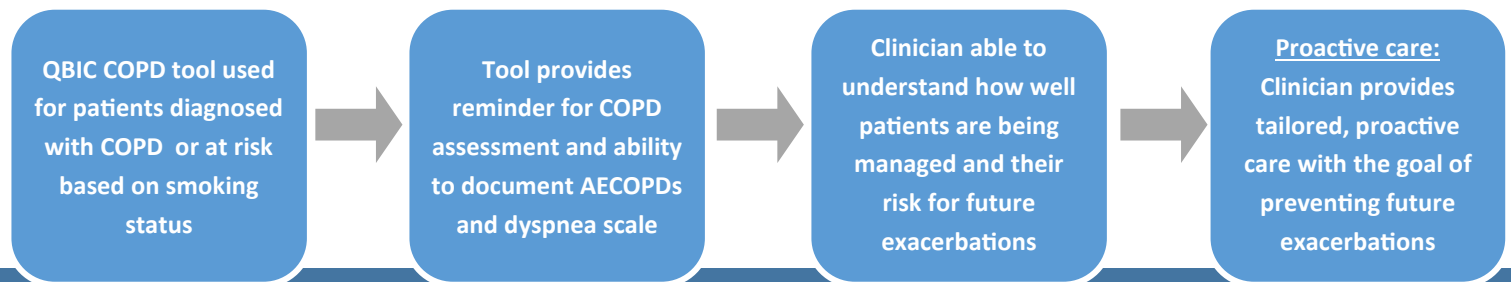 QBIC COPD tool used
for patients diagnosed
with COPD or at risk
based on smoking
status
Tool provides
reminder for COPD
assessment and ability
to document AECOPDs
and dyspnea scale
Clinician able to
understand how well
patients are being
managed and their
risk for future
exacerbations
Proactive care:
Clinician provides
tailored, proactive
care with the goal of
preventing future
exacerbations